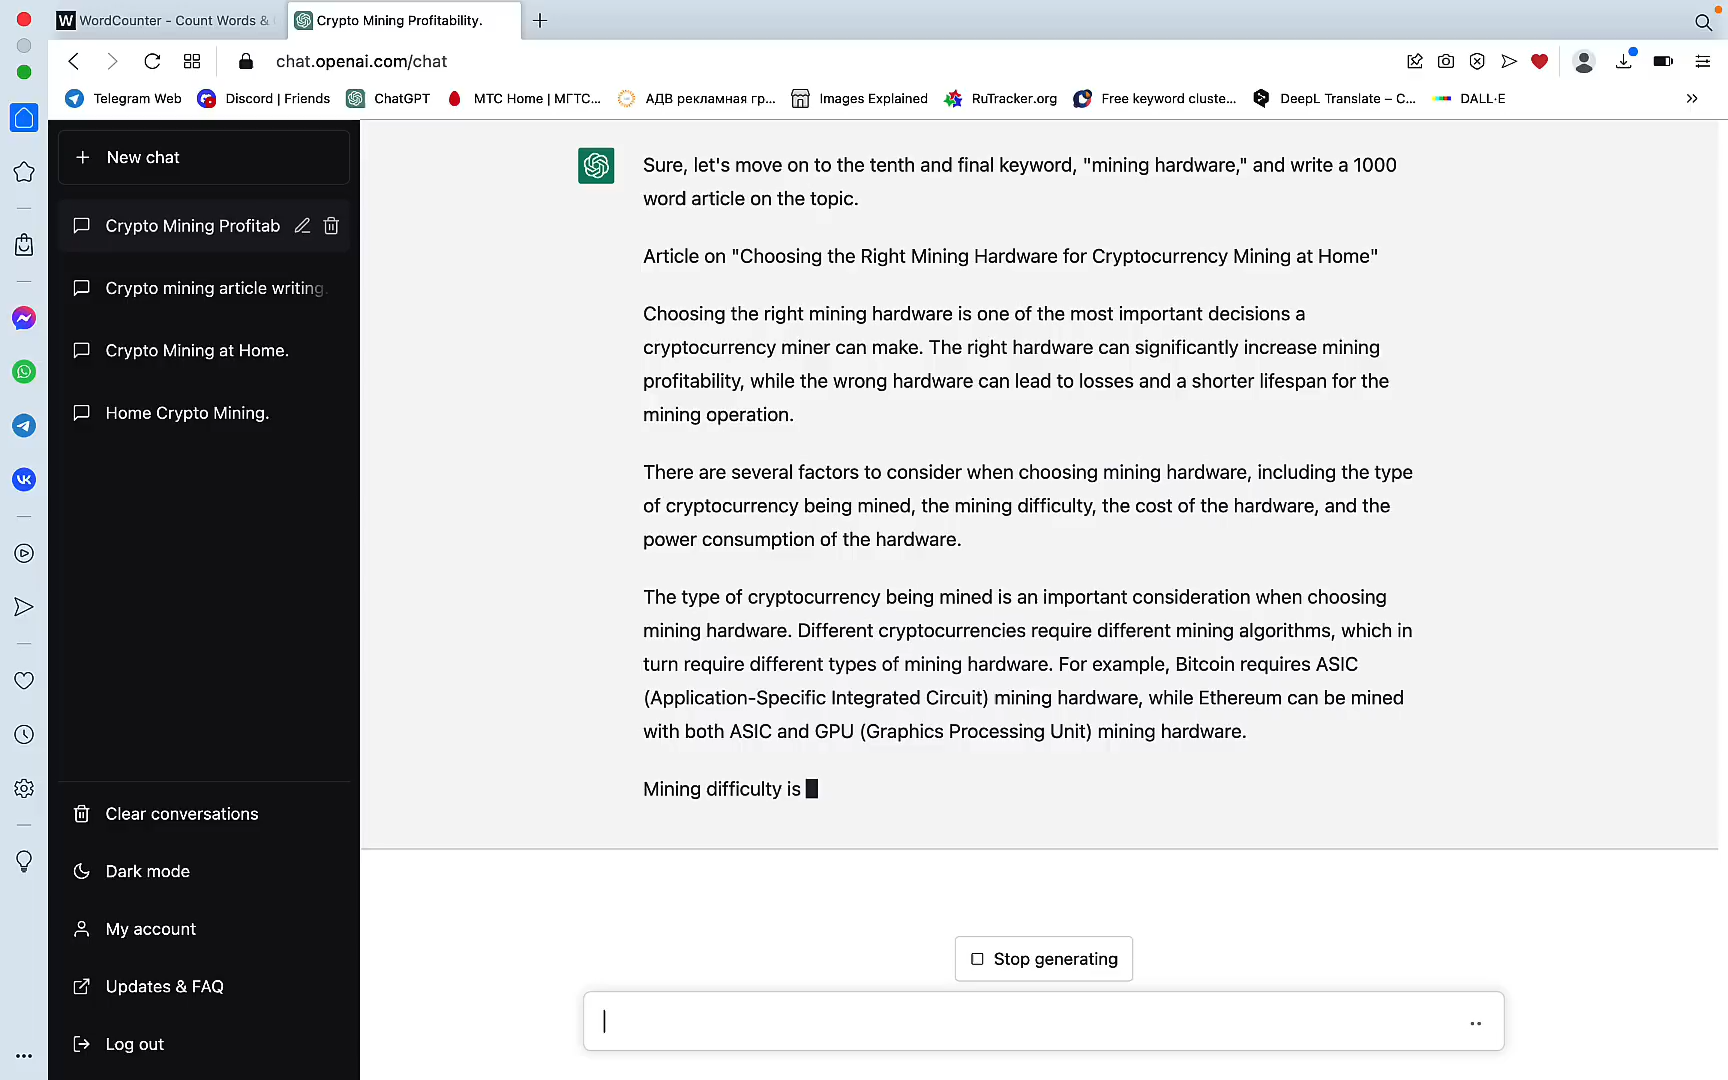 W WordCounter - Count Words &
Crypto Mining Profitability.
chat.openai.com/chat
Telegram Web
Discord | Friends
ChatGPT
МТС Home | МГТС...
АДВ рекламная гр...
Images Explained
RuTracker.org
Free keyword cluste...
DeepL Translate – C...
DALL·E
New chat
Crypto Mining Profitab
Crypto mining article writing.
Crypto Mining at Home.
Home Crypto Mining.
Clear conversations
Dark mode
My account
Updates & FAQ
Log out
Sure, let's move on to the tenth and final keyword, "mining hardware," and write a 1000
word article on the topic.
Article on "Choosing the Right Mining Hardware for Cryptocurrency Mining at Home"
Choosing the right mining hardware is one of the most important decisions a
cryptocurrency miner can make. The right hardware can significantly increase mining
profitability, while the wrong hardware can lead to losses and a shorter lifespan for the
mining operation.
There are several factors to consider when choosing mining hardware, including the type
of cryptocurrency being mined, the mining difficulty, the cost of the hardware, and the
power consumption of the hardware.
The type of cryptocurrency being mined is an important consideration when choosing
mining hardware. Different cryptocurrencies require different mining algorithms, which in
turn require different types of mining hardware. For example, Bitcoin requires ASIC
(Application-Specific Integrated Circuit) mining hardware, while Ethereum can be mined
with both ASIC and GPU (Graphics Processing Unit) mining hardware.
Mining difficulty is
Stop generating